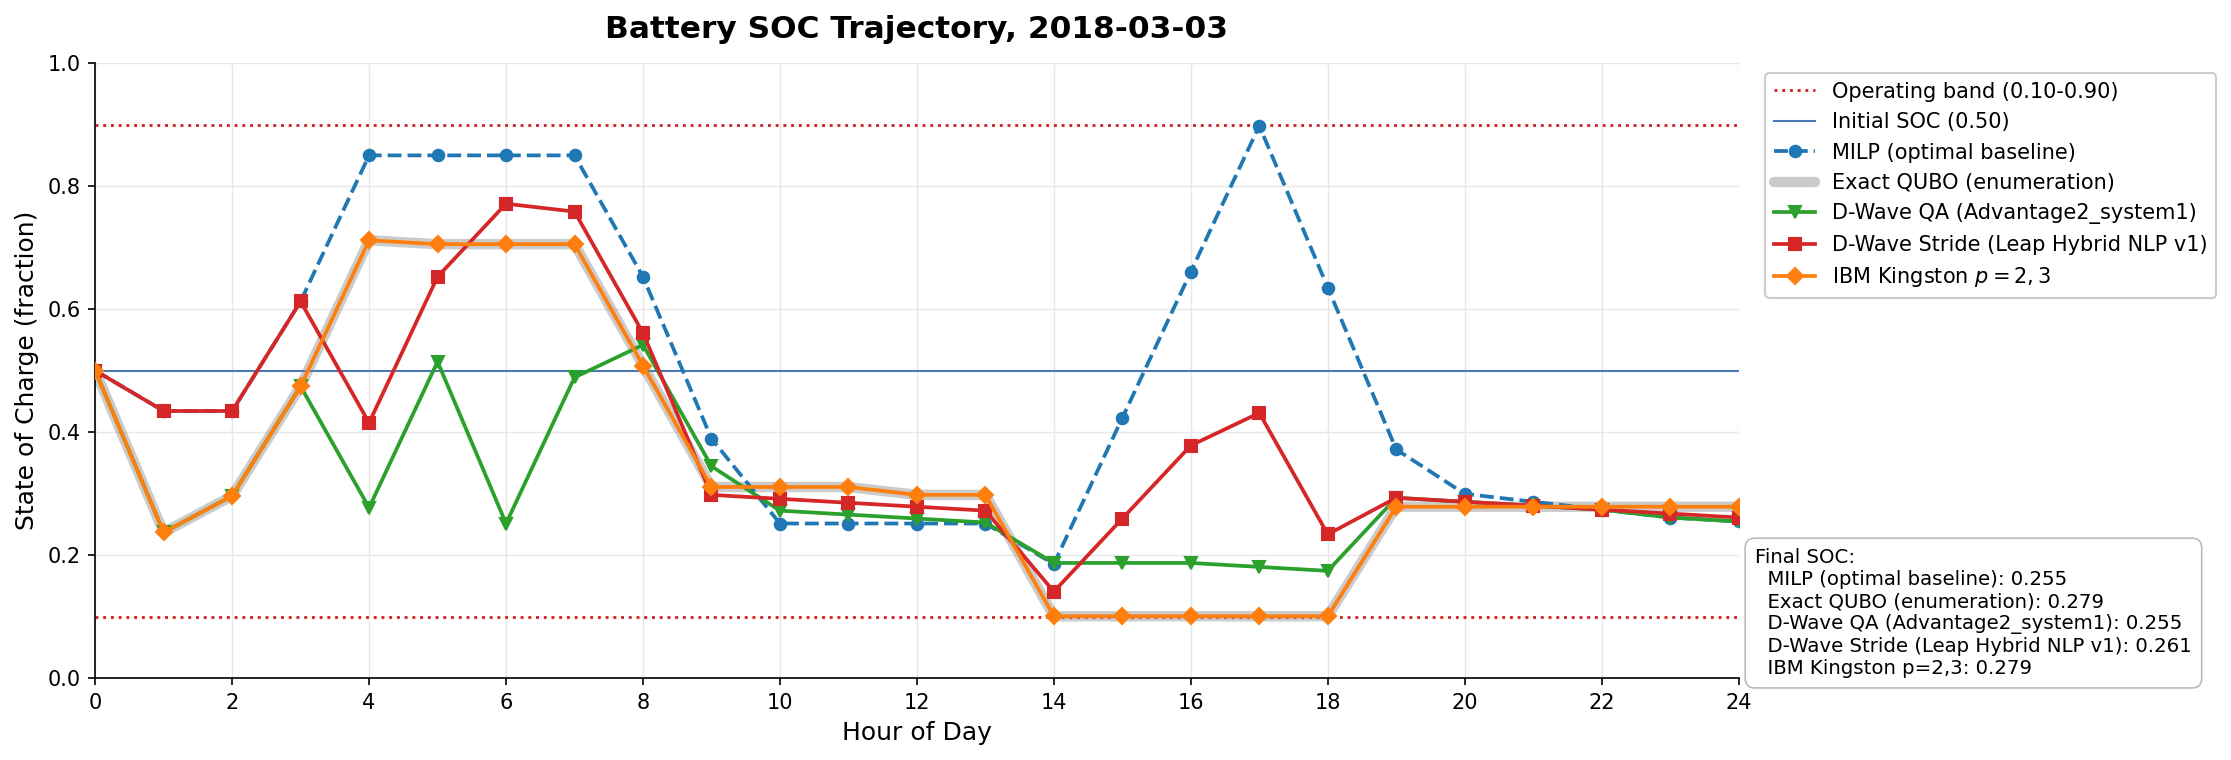 Battery SOC Trajectory, 2018-03-03
State of Charge (fraction)
1.0
0.8
0.6
0.4
0.2
0.0
0 2 4 6 8 10 12 14 16 18 20 22 24
Hour of Day
Operating band (0.10-0.90)
Initial SOC (0.50)
MILP (optimal baseline)
Exact QUBO (enumeration)
D-Wave QA (Advantage2_system1)
D-Wave Stride (Leap Hybrid NLP v1)
IBM Kingston p = 2, 3
Final SOC:
MILP (optimal baseline): 0.255
Exact QUBO (enumeration): 0.279
D-Wave QA (Advantage2_system1): 0.255
D-Wave Stride (Leap Hybrid NLP v1): 0.261
IBM Kingston p=2,3: 0.279